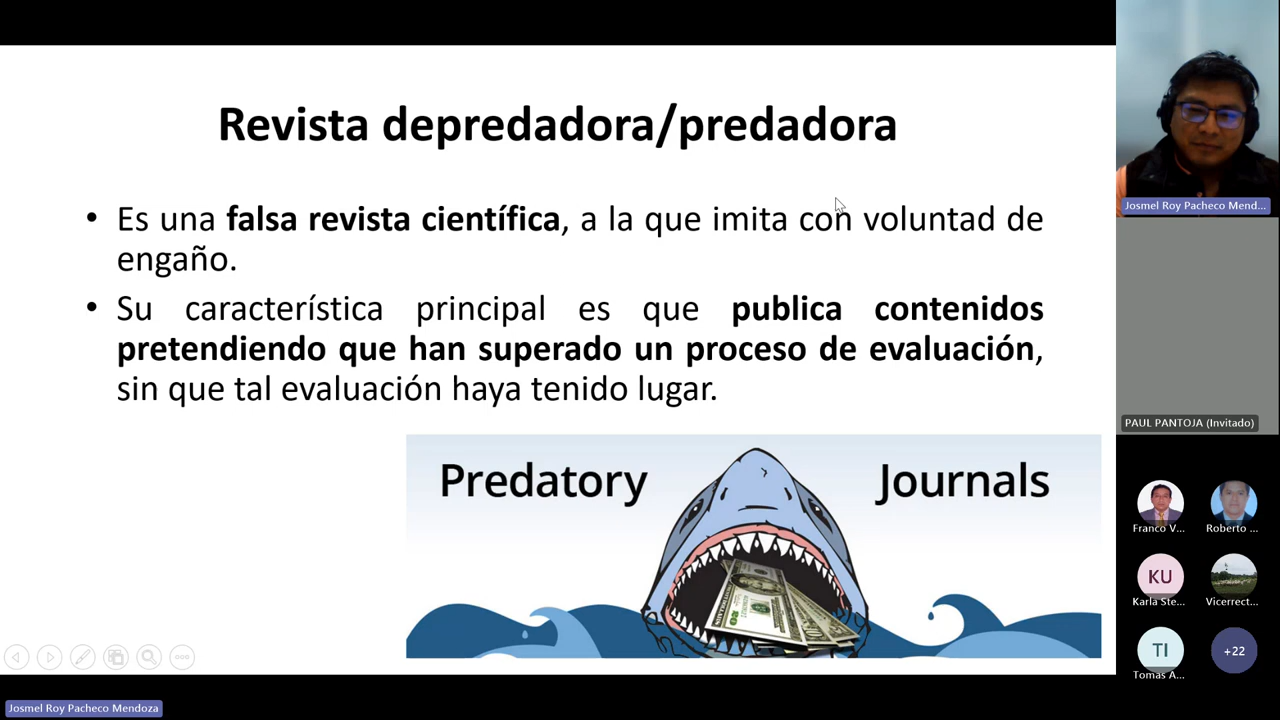 Revista depredadora/predadora
• Es una falsa revista científica, a la que imita con voluntad de
engaño.
• Su característica principal es que publica contenidos
pretendiendo que han superado un proceso de evaluación,
sin que tal evaluación haya tenido lugar.
Predatory Journals
Josmel Roy Pacheco Mend...
PAUL PANTOJA (Invitado)
Franco V...
Roberto ...
KU
Karla Ste...
Vicerrect...
TI
Tomas A...
+22
Josmel Roy Pacheco Mendoza